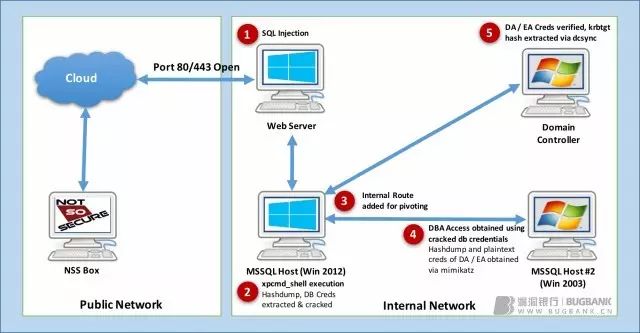 1
SQL Injection
5
DA / EA Creds verified, krbtgt
hash extracted via dcsync
Cloud
Port 80/443 Open
Web Server
Domain
Controller
3
Internal Route
added for pivoting
NOT
SO
SECURE
NSS Box
MSSQL Host (Win 2012)
2
xpcmd_shell execution
Hashdump, DB Creds
extracted & cracked
4
DBA Access obtained using
cracked db credentials
Hashdump and plaintext
creds of DA / EA obtained
via mimikatz
MSSQL Host #2
(Win 2003)
Public Network
Internal Network
漏洞银行 BUGBANK
WWW.BUGBANK.CN